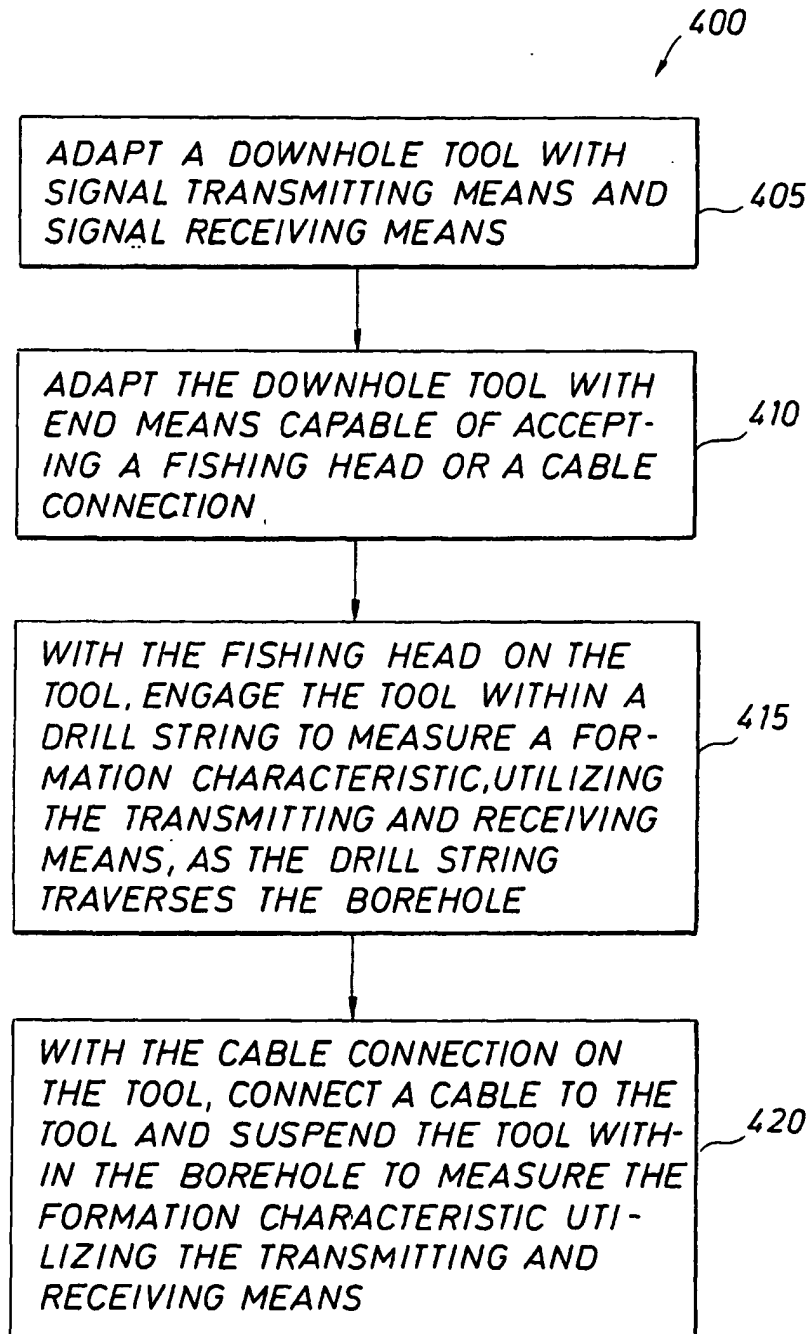 400
ADAPT A DOWNHOLE TOOL WITH
SIGNAL TRANSMITTING MEANS AND
SIGNAL RECEIVING MEANS
405
ADAPT THE DOWNHOLE TOOL WITH
END MEANS CAPABLE OF ACCEPT-
ING A FISHING HEAD OR A CABLE
CONNECTION
410
WITH THE FISHING HEAD ON THE
TOOL, ENGAGE THE TOOL WITHIN A
DRILL STRING TO MEASURE A FOR-
MATION CHARACTERISTIC, UTILIZING
THE TRANSMITTING AND RECEIVING
MEANS, AS THE DRILL STRING
TRAVERSES THE BOREHOLE
415
WITH THE CABLE CONNECTION ON
THE TOOL, CONNECT A CABLE TO THE
TOOL AND SUSPEND THE TOOL WITH-
IN THE BOREHOLE TO MEASURE THE
FORMATION CHARACTERISTIC UTI-
LIZING THE TRANSMITTING AND
RECEIVING MEANS
420